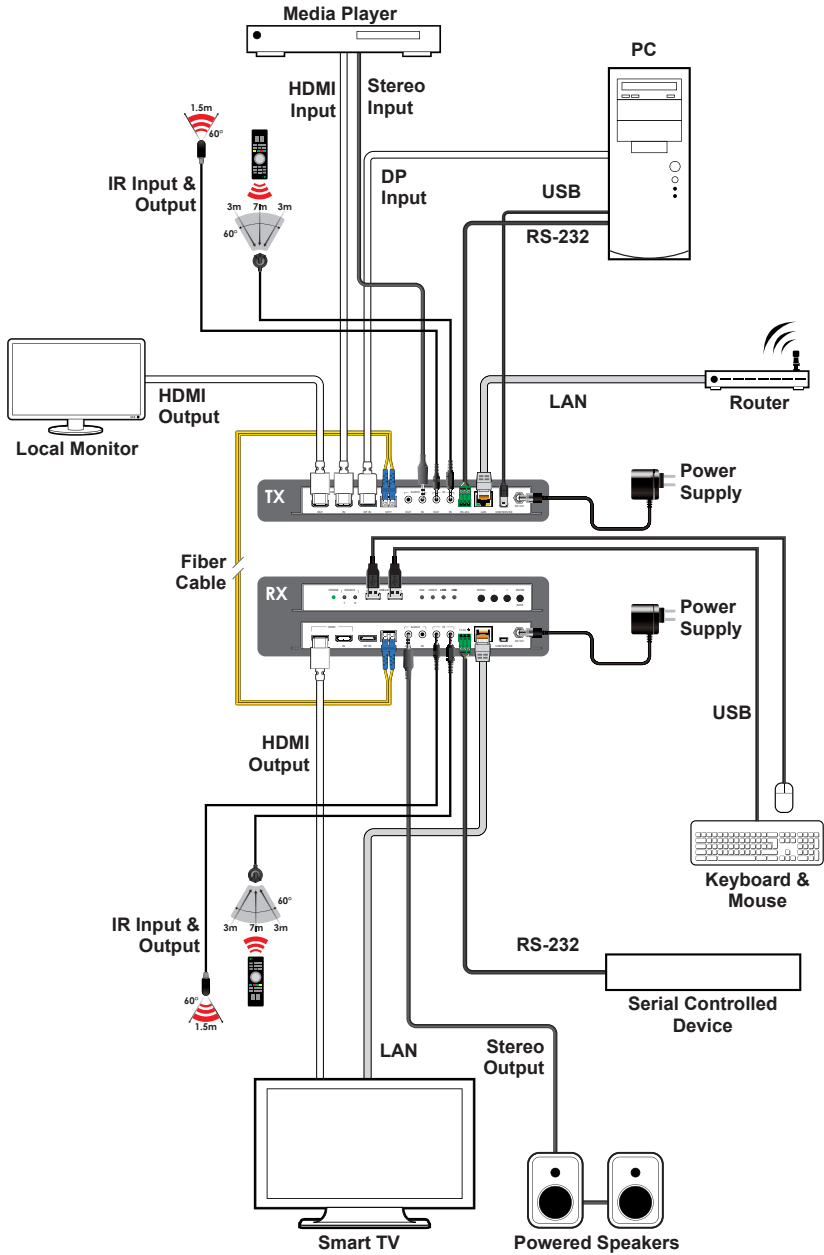 Media Player
PC
HDMI
Input
Stereo
Input
1.5m
60°
IR Input &
Output
3m 7m 3m
60°
DP
Input
USB
RS-232
HDMI
Output
Local Monitor
LAN
Router
TX
Power
Supply
Fiber
Cable
RX
Power
Supply
USB
HDMI
Output
Keyboard &
Mouse
IR Input &
Output
60°
3m 7m 3m
60°
1.5m
RS-232
Serial Controlled
Device
LAN
Stereo
Output
Smart TV
Powered Speakers